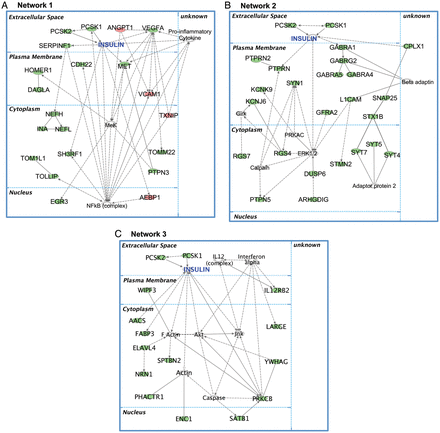 A Network 1
Extracellular Space
unknown
PCSK2
PCSK1
ANGPT1
VEGFA
Pro-inflammatory Cytokine
SERPINF1
INSULIN
Plasma Membrane
CDH22
MET
HOMER1
DAGLA
VCAM1
Cytoplasm
NEFH
TXNIP
INA
NEFL
Mek
TOM1L1
SH3RF1
TOMM22
TOLLIP
PTPN3
Nucleus
EGR3
NFkB (complex)
AEBP1
B Network 2
Extracellular Space
unknown
PCSK2
PCSK1
INSULIN
CPLX1
Plasma Membrane
GABRA1
PTPRN2
GABRG2
PTPRN
GABRA5
GABRA4
Beta adaptin
KCNK9
SYN1
KCNJ6
L1CAM
SNAP25
Girk
GFRA2
STX1B
Cytoplasm
PRKAC
SYT5
RGS7
RGS4
ERK1/2
SYT7
SYT4
Calpain
STMN2
DUSP6
Adaptor protein 2
PTPN5
ARHGDIG
Nucleus
C Network 3
Extracellular Space
unknown
PCSK2
PCSK1
IL12 (complex)
Interferon alpha
INSULIN
Plasma Membrane
WIPF3
IL12RB2
Cytoplasm
AACS
FABP3
F Actin
Akt
Jnk
LARGE
ELAVL4
SPTBN2
YWHAG
NRN1
Actin
PHACTR1
Caspase
PRKCB
Nucleus
ENC1
SATB1